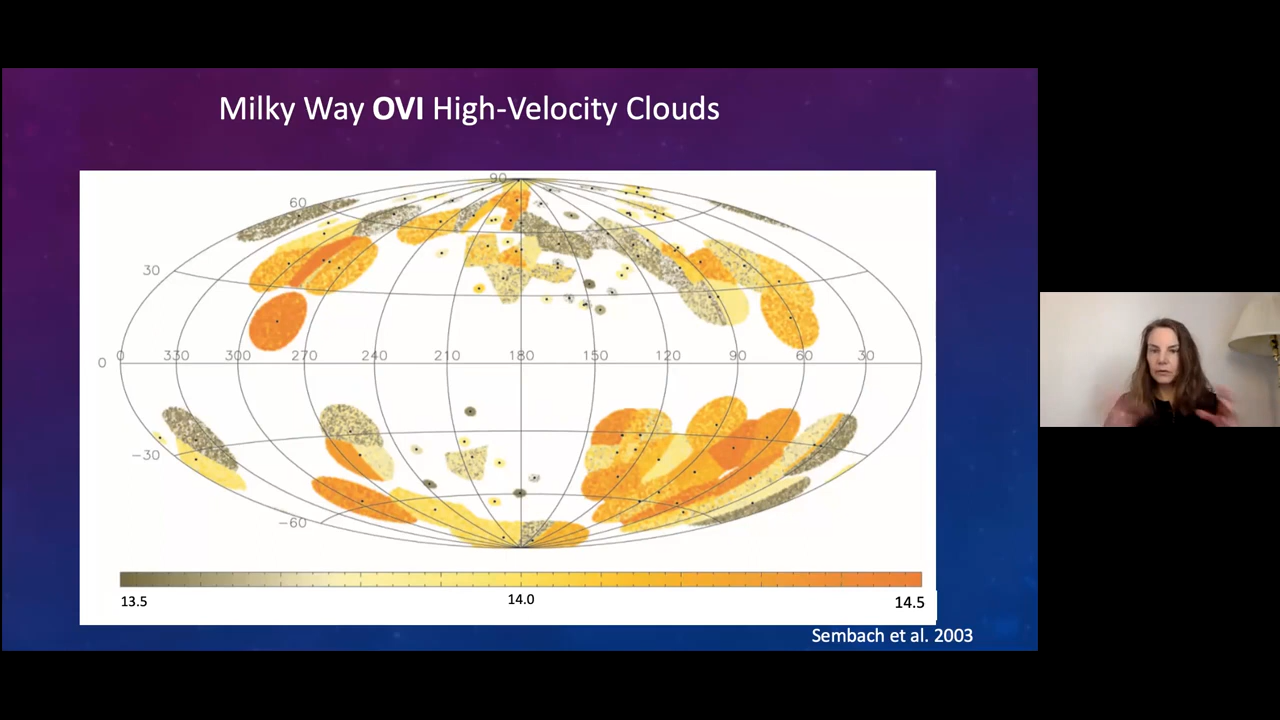 Milky Way OVI High-Velocity Clouds
90
60
30
0
0 330 300 270 240 210 180 150 120 90 60 30
−30
−60
13.5 14.0 14.5
Sembach et al. 2003